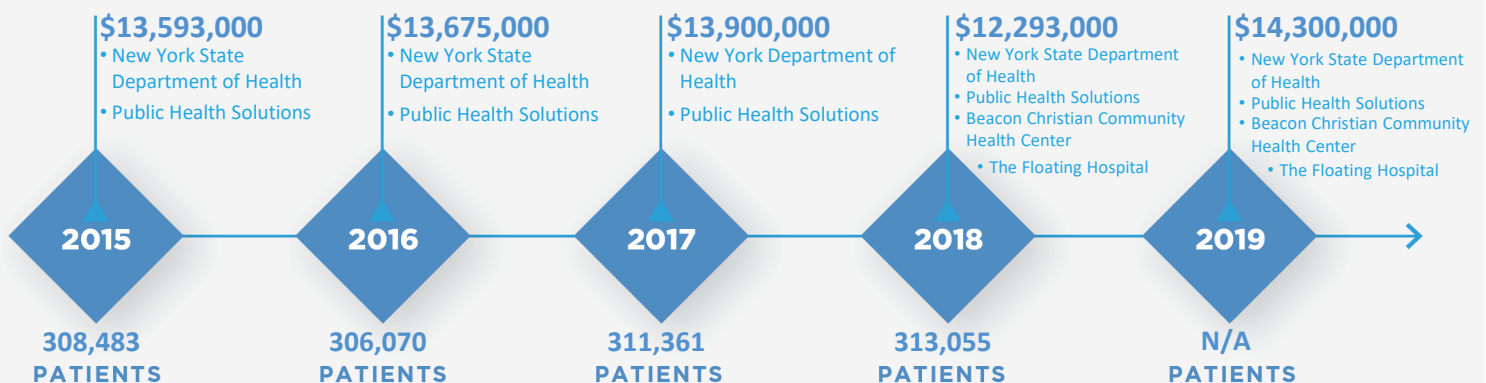 $13,593,000
• New York State
Department of Health
• Public Health Solutions
2015
308,483
PATIENTS
$13,675,000
• New York State
Department of Health
• Public Health Solutions
2016
306,070
PATIENTS
$13,900,000
• New York Department of
Health
• Public Health Solutions
2017
311,361
PATIENTS
$12,293,000
• New York State Department
of Health
• Public Health Solutions
• Beacon Christian Community
Health Center
• The Floating Hospital
2018
313,055
PATIENTS
$14,300,000
• New York State Department
of Health
• Public Health Solutions
• Beacon Christian Community
Health Center
• The Floating Hospital
2019
N/A
PATIENTS